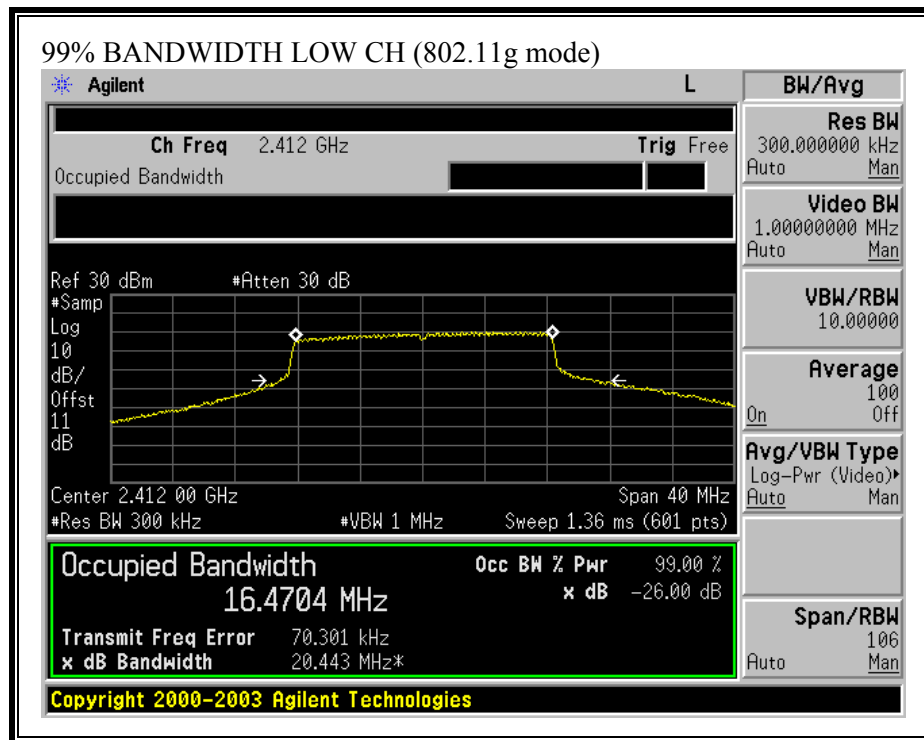 99% BANDWIDTH LOW CH (802.11g mode)
Agilent L
Ch Freq 2.412 GHz Trig Free
Occupied Bandwidth
Ref 30 dBm #Atten 30 dB
#Samp
Log
10
dB/
Offst
11
dB
Center 2.412 00 GHz Span 40 MHz
#Res BW 300 kHz #VBW 1 MHz Sweep 1.36 ms (601 pts)
Occupied Bandwidth Occ BW % Pwr 99.00 %
16.4704 MHz x dB -26.00 dB
Transmit Freq Error 70.301 kHz
x dB Bandwidth 20.443 MHz*
Copyright 2000-2003 Agilent Technologies
BW/Avg
Res BW
300.000000 kHz
Auto Man
Video BW
1.00000000 MHz
Auto Man
VBW/RBW
10.00000
Average
100
On Off
Avg/VBW Type
Log-Pwr (Video)▸
Auto Man
Span/RBW
106
Auto Man